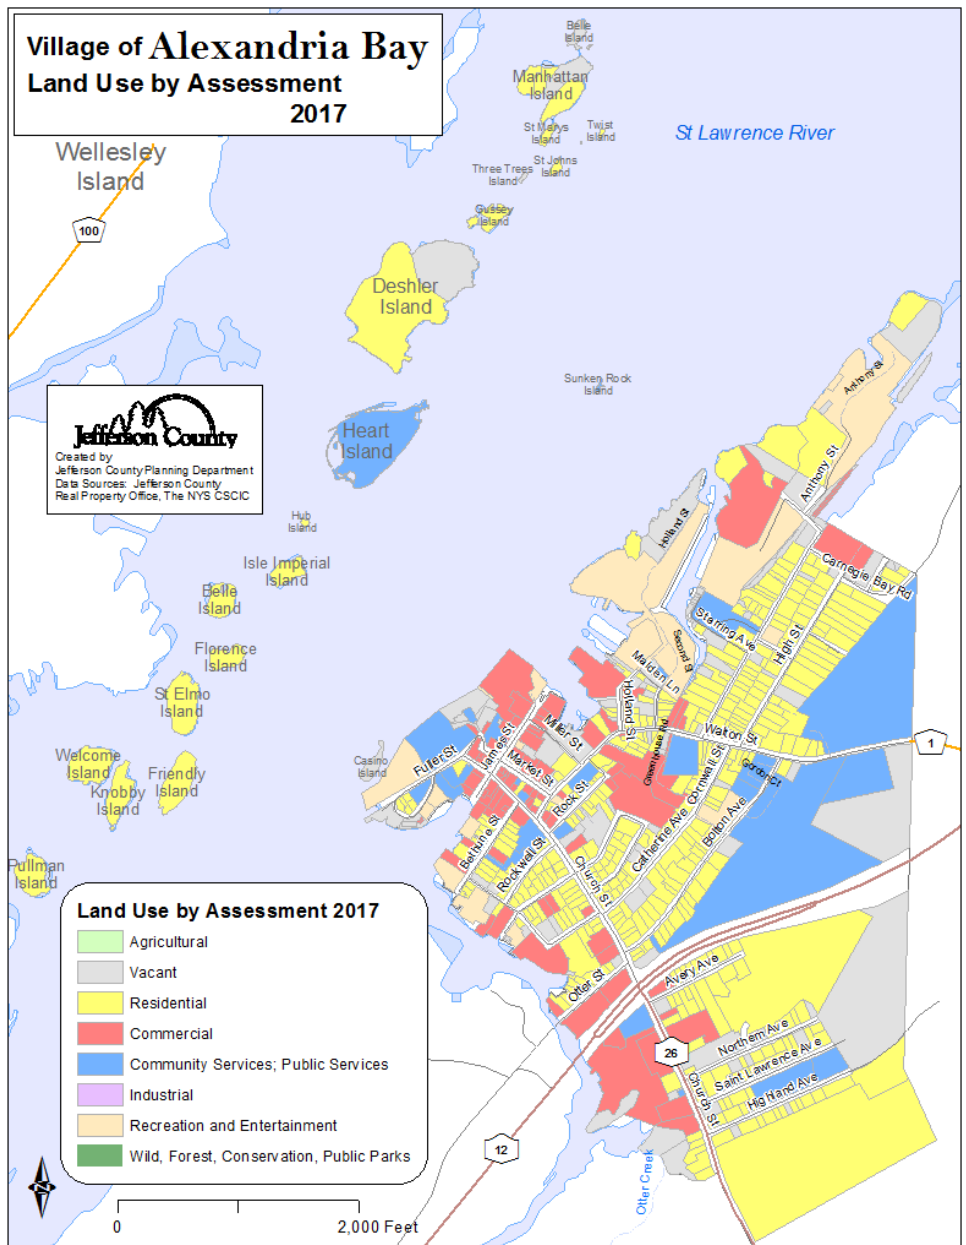 Village of Alexandria Bay
Land Use by Assessment
2017
Belle
Island
Manhattan
Island
St Marys
Island
Twist
Island
St Lawrence River
Wellesley
Island
Three Trees
Island
St Johns
Island
100
Gussey
Island
Deshler
Island
Sunken Rock
Island
Anthony St
Jefferson County
Created by
Jefferson County Planning Department
Data Sources: Jefferson County
Real Property Office, The NYS CSCIC
Heart
Island
Anthony St
Holland St
Hub
Island
Isle Imperial
Island
Carnegie Bay Rd
Belle
Island
Starring Ave
High St
Florence
Island
Second St
Malden Ln
St Elmo
Island
Holland St
Miller St
Walton St
1
Welcome
Island
Knobby
Island
Friendly
Island
Casino
Island
Fuller St
James St
Market St
Greenhouse Rd
Gordon Ct
Rock St
Cornwall St
Bolton Ave
Catherine Ave
Bethune St
Rockwell St
Church St
Pullman
Island
Otter St
Avery Ave
Northern Ave
26
Saint Lawrence Ave
Highland Ave
Church St
12
Otter Creek
Land Use by Assessment 2017
Agricultural
Vacant
Residential
Commercial
Community Services; Public Services
Industrial
Recreation and Entertainment
Wild, Forest, Conservation, Public Parks
N
0
2,000 Feet